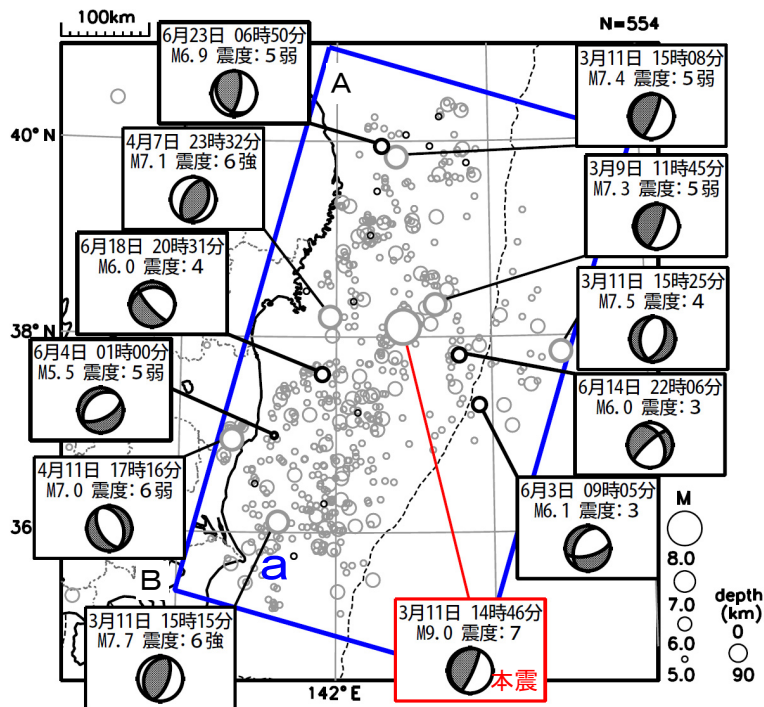 100km
N=554
6月23日 06時50分
M6.9 震度:5弱
A
3月11日 15時08分
M7.4 震度:5弱
40°N
4月7日 23時32分
M7.1 震度:6強
3月9日 11時45分
M7.3 震度:5弱
6月18日 20時31分
M6.0 震度:4
3月11日 15時25分
M7.5 震度:4
38°N
6月4日 01時00分
M5.5 震度:5弱
6月14日 22時06分
M6.0 震度:3
4月11日 17時16分
M7.0 震度:6弱
6月3日 09時05分
M6.1 震度:3
36
a
B
M
8.0
7.0
6.0
5.0
depth
(km)
0
90
3月11日 15時15分
M7.7 震度:6強
3月11日 14時46分
M9.0 震度:7
本震
142°E